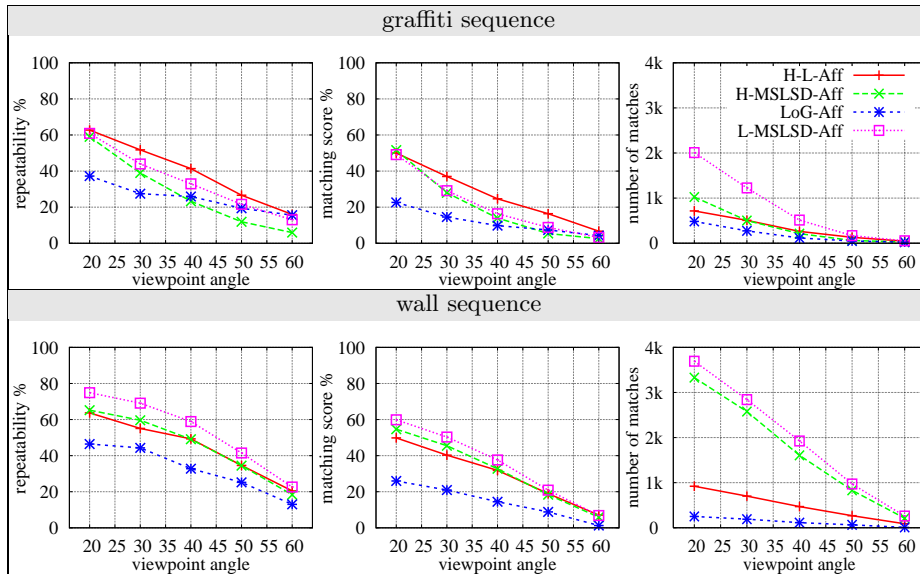 graffiti sequence
repeatability %
100
80
60
40
20
0
20 25 30 35 40 45 50 55 60
viewpoint angle
matching score %
100
80
60
40
20
0
20 25 30 35 40 45 50 55 60
viewpoint angle
number of matches
4k
3k
2k
1k
0
H-L-Aff
H-MSLSD-Aff
LoG-Aff
L-MSLSD-Aff
20 25 30 35 40 45 50 55 60
viewpoint angle
wall sequence
repeatability %
100
80
60
40
20
0
20 25 30 35 40 45 50 55 60
viewpoint angle
matching score %
100
80
60
40
20
0
20 25 30 35 40 45 50 55 60
viewpoint angle
number of matches
4k
3k
2k
1k
0
20 25 30 35 40 45 50 55 60
viewpoint angle